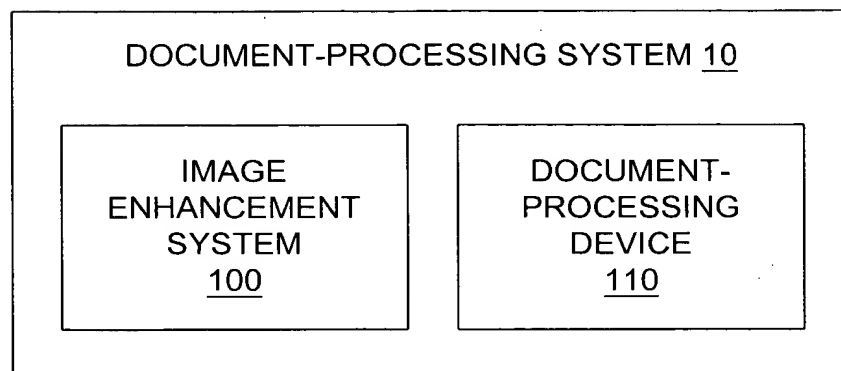 DOCUMENT-PROCESSING SYSTEM 10
IMAGE
ENHANCEMENT
SYSTEM
100
DOCUMENT-
PROCESSING
DEVICE
110